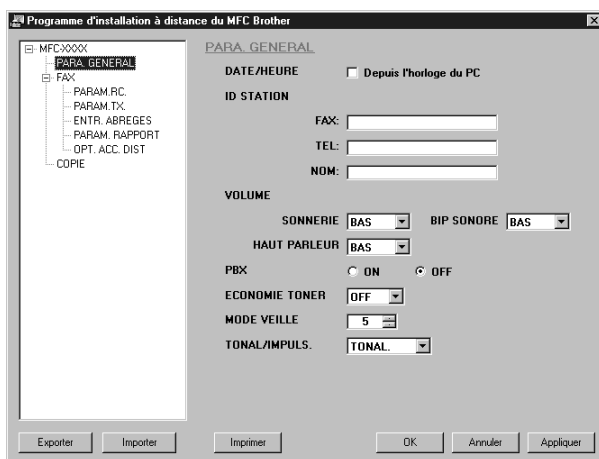 Programme d'installation à distance du MFC Brother
MFC-XXXX
PARA. GENERAL
FAX
PARAM.RC.
PARAM.TX.
ENTR. ABREGES
PARAM. RAPPORT
OPT. ACC. DIST
COPIE
PARA. GENERAL
DATE/HEURE Depuis l'horloge du PC
ID STATION
FAX:
TEL:
NOM:
VOLUME
SONNERIE BAS BIP SONORE BAS
HAUT PARLEUR BAS
PBX ON OFF
ECONOMIE TONER OFF
MODE VEILLE 5
TONAL/IMPULS. TONAL.
Exporter Importer Imprimer OK Annuler Appliquer